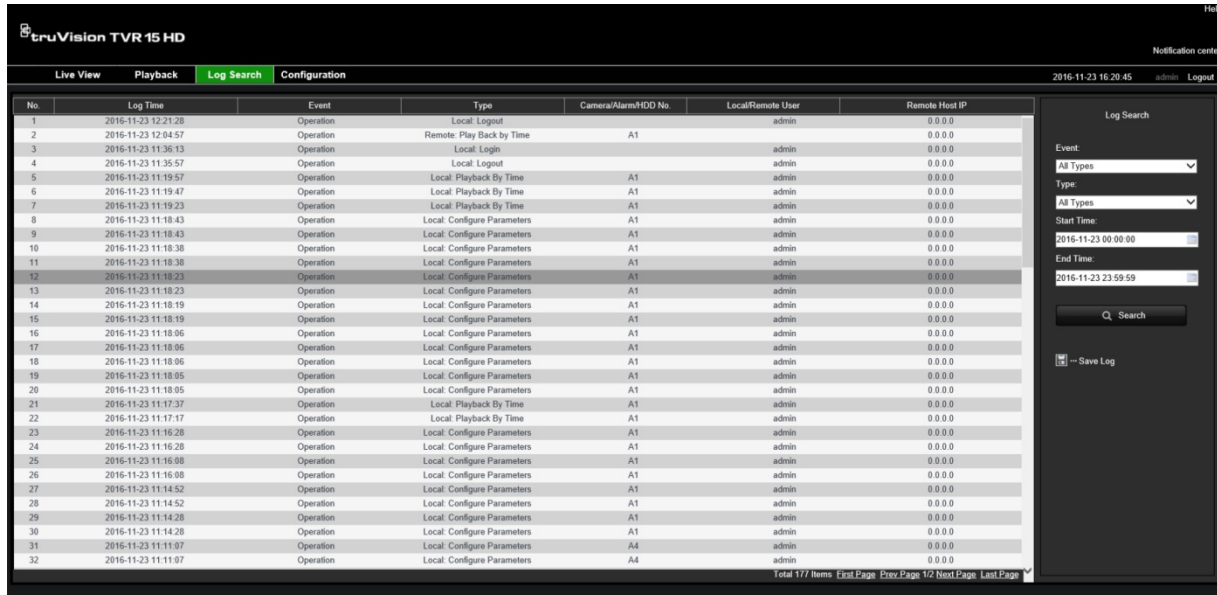 Hel
truVision TVR 15 HD
Notification cente
Live View Playback Log Search Configuration 2016-11-23 16:20:45 admin Logout
No. Log Time Event Type Camera/Alarm/HDD No. Local/Remote User Remote Host IP
1 2016-11-23 12:21:28 Operation Local: Logout admin 0.0.0.0
2 2016-11-23 12:04:57 Operation Remote: Play Back by Time A1 0.0.0.0
3 2016-11-23 11:36:13 Operation Local: Login admin 0.0.0.0
4 2016-11-23 11:35:57 Operation Local: Logout admin 0.0.0.0
5 2016-11-23 11:19:57 Operation Local: Playback By Time A1 admin 0.0.0.0
6 2016-11-23 11:19:47 Operation Local: Playback By Time A1 admin 0.0.0.0
7 2016-11-23 11:19:23 Operation Local: Playback By Time A1 admin 0.0.0.0
8 2016-11-23 11:18:43 Operation Local: Configure Parameters A1 admin 0.0.0.0
9 2016-11-23 11:18:43 Operation Local: Configure Parameters A1 admin 0.0.0.0
10 2016-11-23 11:18:38 Operation Local: Configure Parameters A1 admin 0.0.0.0
11 2016-11-23 11:18:38 Operation Local: Configure Parameters A1 admin 0.0.0.0
12 2016-11-23 11:18:23 Operation Local: Configure Parameters A1 admin 0.0.0.0
13 2016-11-23 11:18:23 Operation Local: Configure Parameters A1 admin 0.0.0.0
14 2016-11-23 11:18:19 Operation Local: Configure Parameters A1 admin 0.0.0.0
15 2016-11-23 11:18:19 Operation Local: Configure Parameters A1 admin 0.0.0.0
16 2016-11-23 11:18:06 Operation Local: Configure Parameters A1 admin 0.0.0.0
17 2016-11-23 11:18:06 Operation Local: Configure Parameters A1 admin 0.0.0.0
18 2016-11-23 11:18:06 Operation Local: Configure Parameters A1 admin 0.0.0.0
19 2016-11-23 11:18:05 Operation Local: Configure Parameters A1 admin 0.0.0.0
20 2016-11-23 11:18:05 Operation Local: Configure Parameters A1 admin 0.0.0.0
21 2016-11-23 11:17:37 Operation Local: Playback By Time A1 admin 0.0.0.0
22 2016-11-23 11:17:17 Operation Local: Playback By Time A1 admin 0.0.0.0
23 2016-11-23 11:16:28 Operation Local: Configure Parameters A1 admin 0.0.0.0
24 2016-11-23 11:16:28 Operation Local: Configure Parameters A1 admin 0.0.0.0
25 2016-11-23 11:16:08 Operation Local: Configure Parameters A1 admin 0.0.0.0
26 2016-11-23 11:16:08 Operation Local: Configure Parameters A1 admin 0.0.0.0
27 2016-11-23 11:14:52 Operation Local: Configure Parameters A1 admin 0.0.0.0
28 2016-11-23 11:14:52 Operation Local: Configure Parameters A1 admin 0.0.0.0
29 2016-11-23 11:14:28 Operation Local: Configure Parameters A1 admin 0.0.0.0
30 2016-11-23 11:14:28 Operation Local: Configure Parameters A1 admin 0.0.0.0
31 2016-11-23 11:11:07 Operation Local: Configure Parameters A4 admin 0.0.0.0
32 2016-11-23 11:11:07 Operation Local: Configure Parameters A4 admin 0.0.0.0
Total 177 Items First Page Prev Page 1/2 Next Page Last Page
Log Search
Event:
All Types
Type:
All Types
Start Time:
2016-11-23 00:00:00
End Time:
2016-11-23 23:59:59
Search
... Save Log